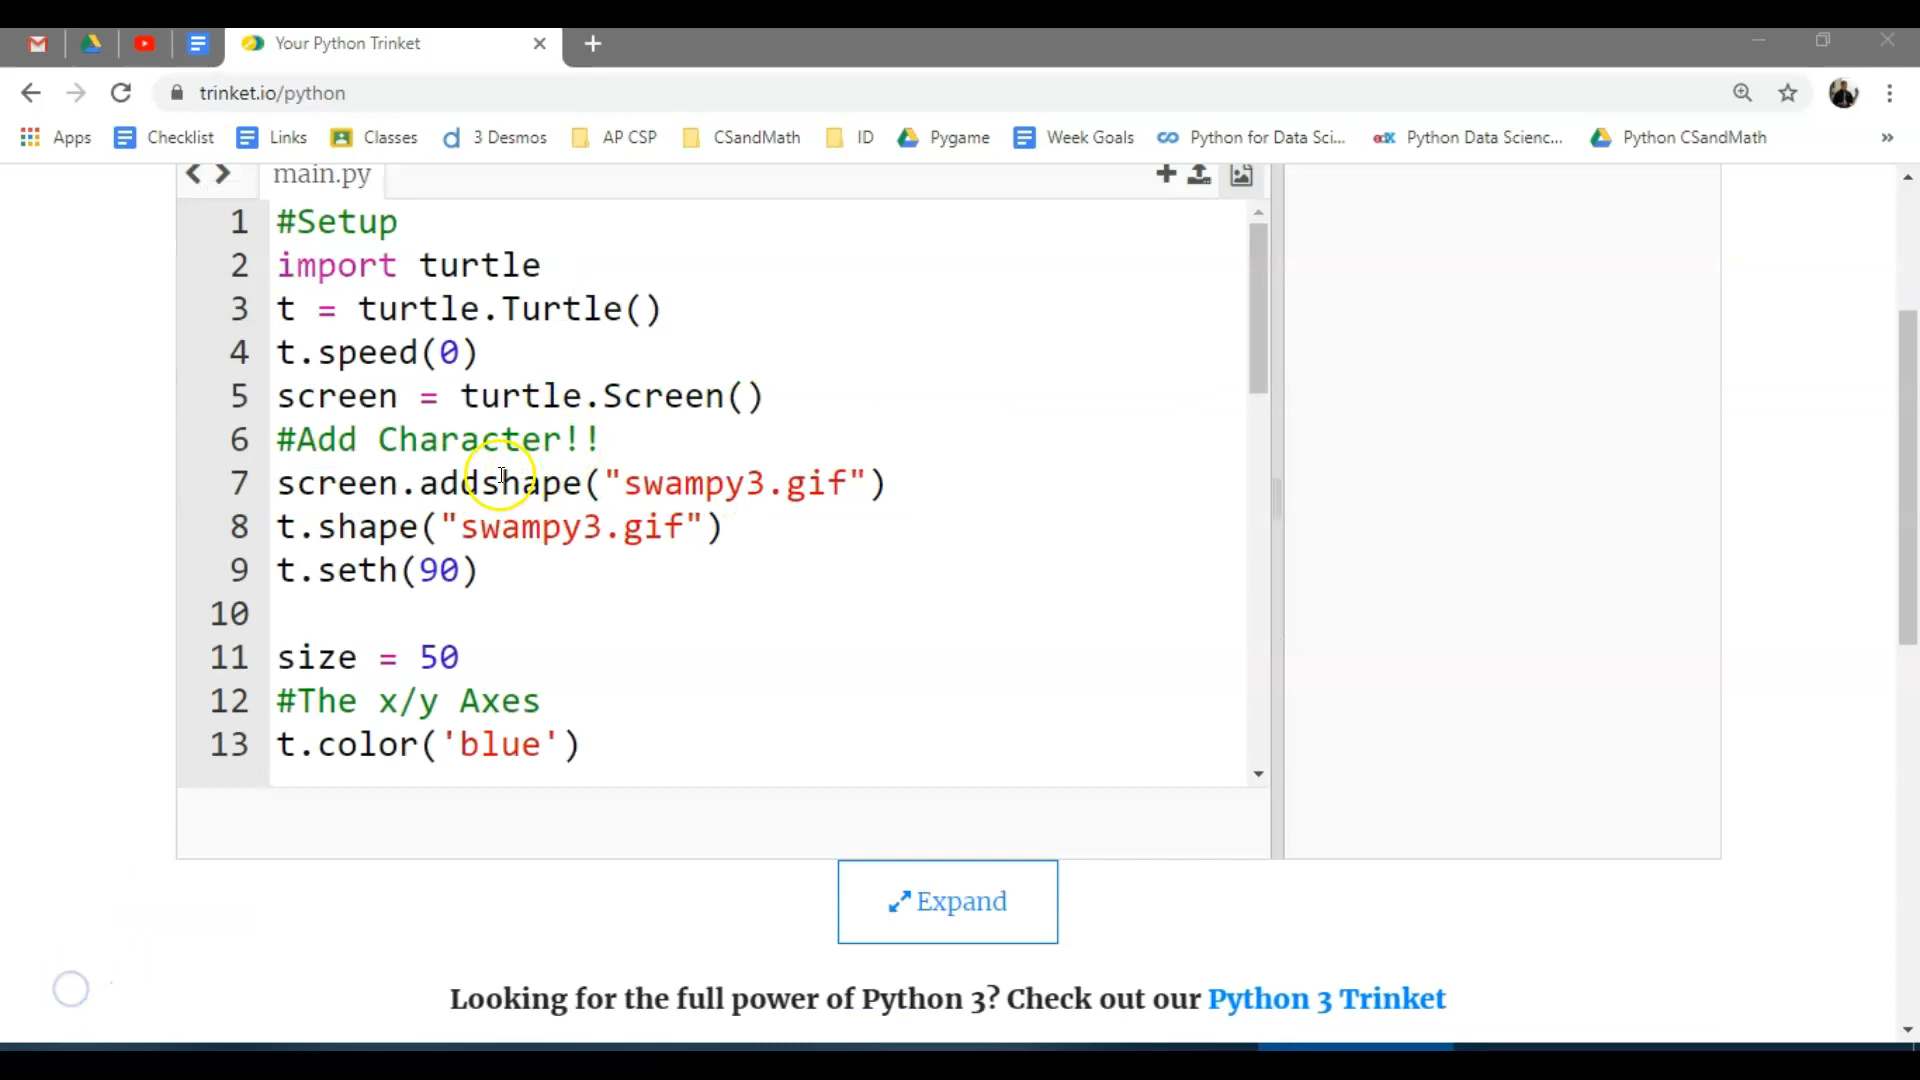 Your Python Trinket
trinket.io/python
Apps Checklist Links Classes 3 Desmos AP CSP CSandMath ID Pygame Week Goals Python for Data Sci... edX Python Data Scienc... Python CSandMath »
main.py
1 #Setup
2 import turtle
3 t = turtle.Turtle()
4 t.speed(0)
5 screen = turtle.Screen()
6 #Add Character!!
7 screen.addshape("swampy3.gif")
8 t.shape("swampy3.gif")
9 t.seth(90)
10
11 size = 50
12 #The x/y Axes
13 t.color('blue')
Expand
Looking for the full power of Python 3? Check out our Python 3 Trinket